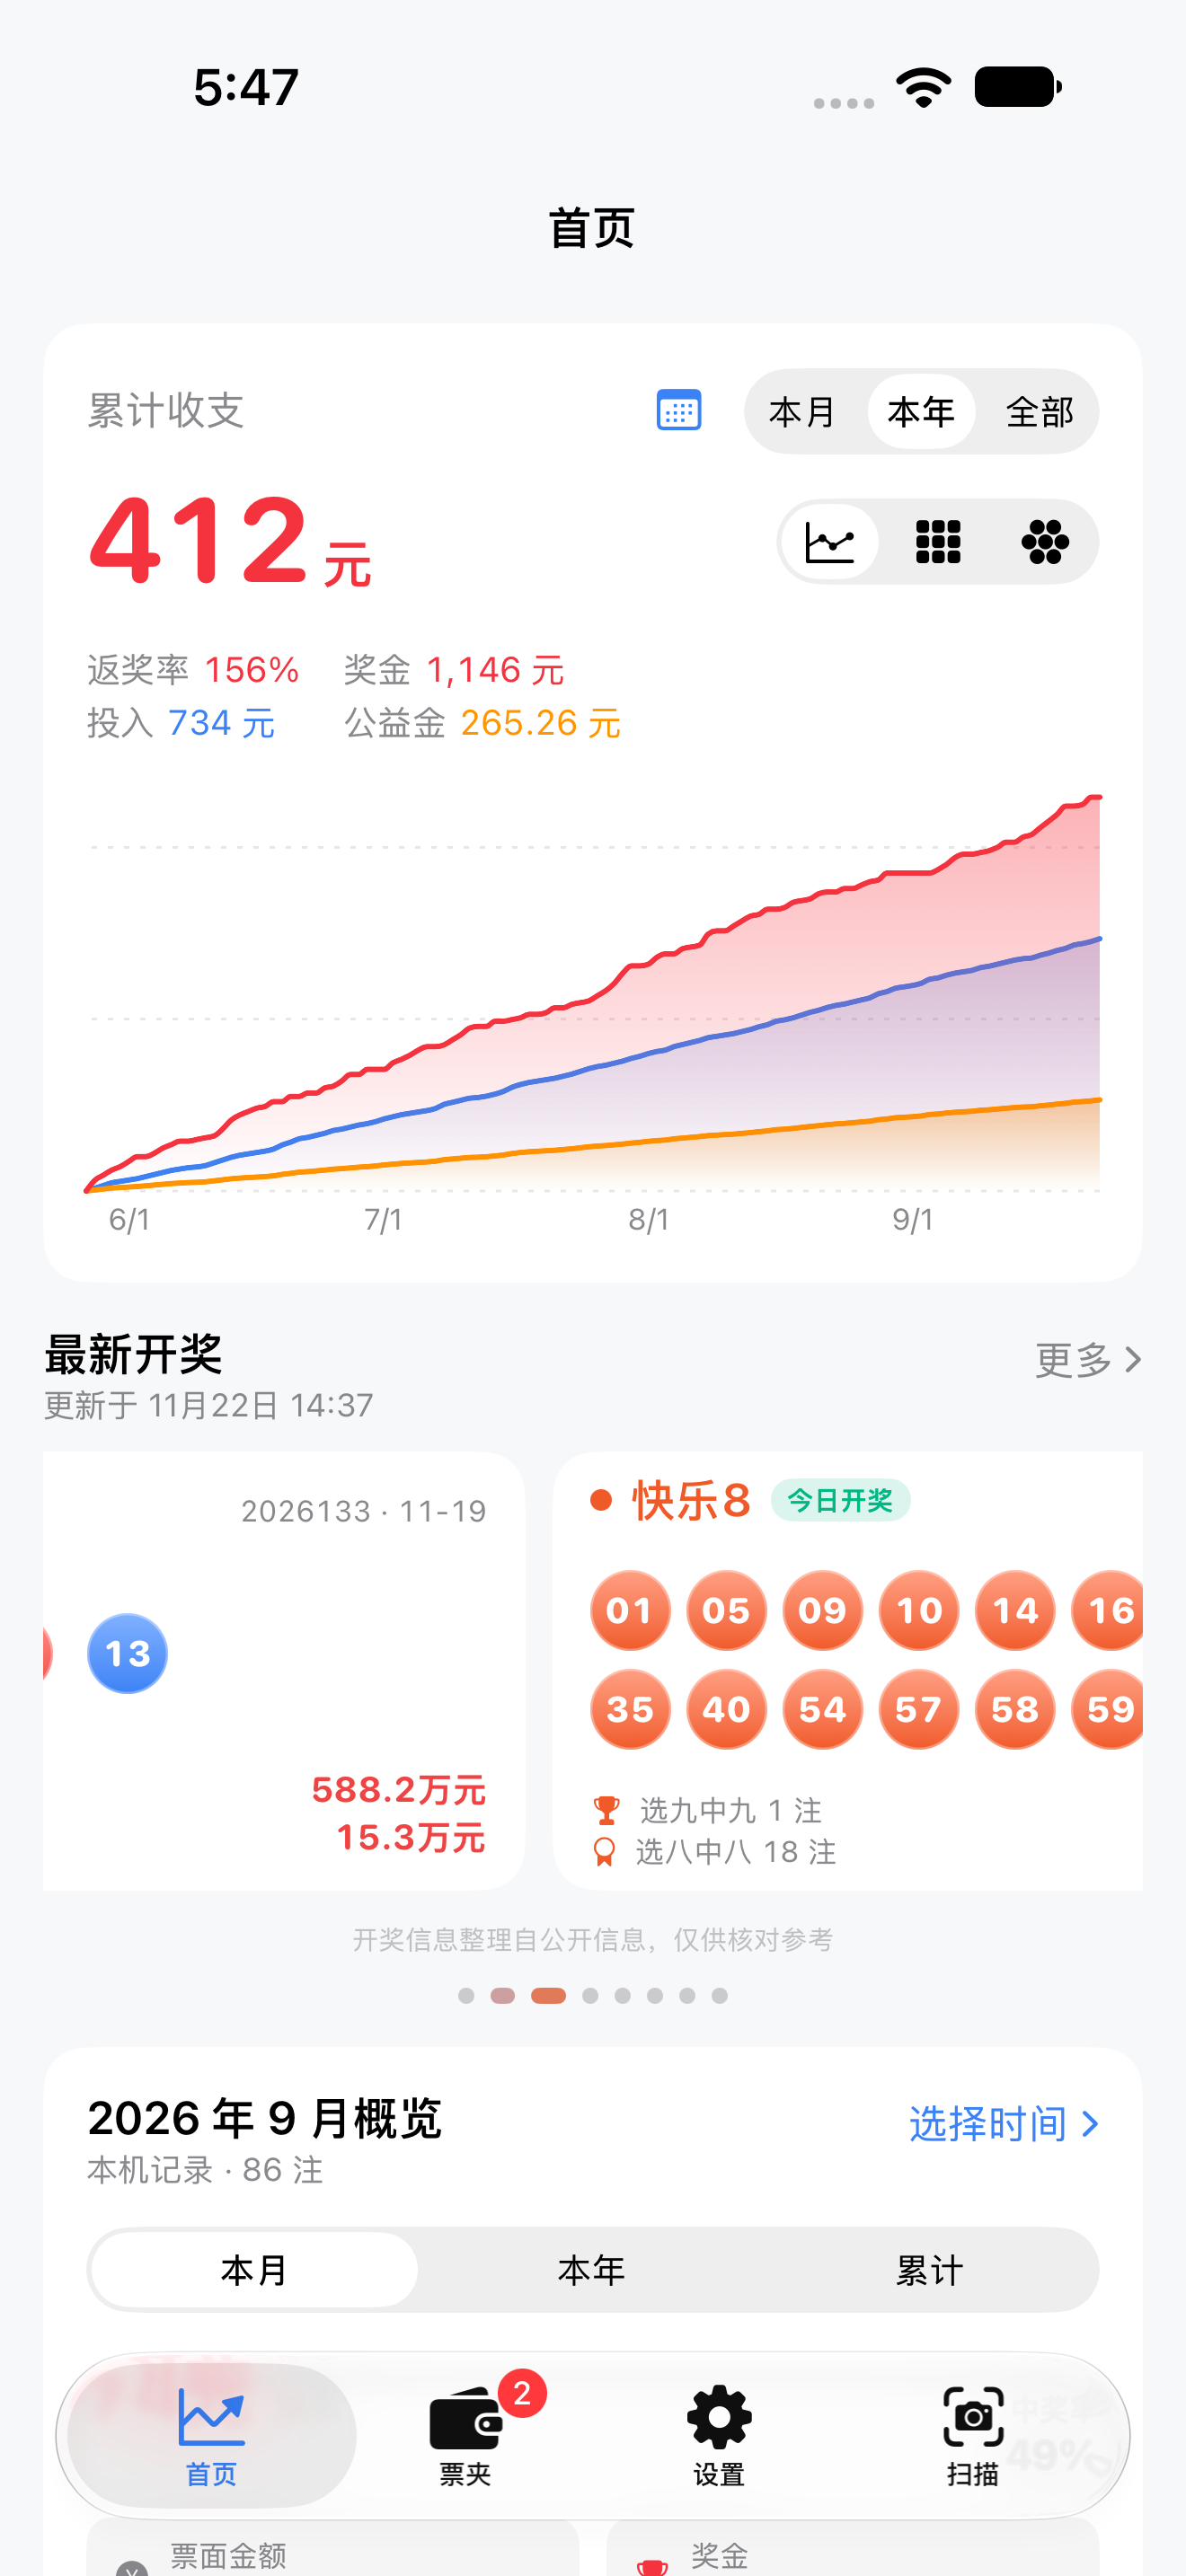 5:47
首页
累计收支
本月 本年 全部
412 元
返奖率 156% 奖金 1,146 元
投入 734 元 公益金 265.26 元
6/1 7/1 8/1 9/1
最新开奖
更多
更新于 11月22日 14:37
2026133 · 11-19
13
588.2万元
15.3万元
快乐8 今日开奖
01 05 09 10 14 16
35 40 54 57 58 59
选九中九 1 注
选八中八 18 注
开奖信息整理自公开信息，仅供核对参考
2026 年 9 月概览
选择时间
本机记录 · 86 注
本月 本年 累计
中奖率
49%
2
首页 票夹 设置 扫描
票面金额 奖金